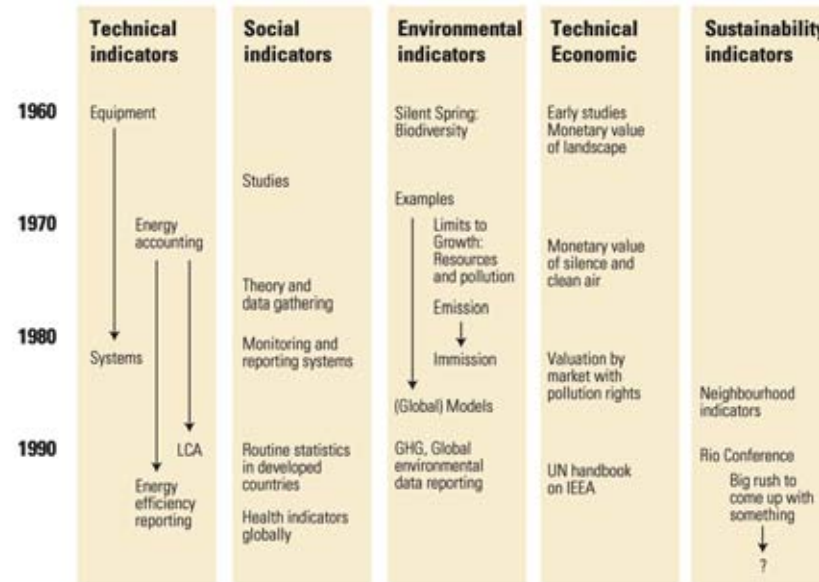 Technical
indicators
Social
indicators
Environmental
indicators
Technical
Economic
Sustainability
indicators
1960
1970
1980
1990
Equipment
Energy
accounting
Systems
LCA
Energy
efficiency
reporting
Studies
Theory and
data gathering
Monitoring and
reporting systems
Routine statistics
in developed
countries
Health indicators
globally
Silent Spring:
Biodiversity
Examples
Limits to
Growth:
Resources
and pollution
Emission
Immission
(Global) Models
GHG, Global
environmental
data reporting
Early studies
Monetary value
of landscape
Monetary value
of silence and
clean air
Valuation by
market with
pollution rights
UN handbook
on IEEA
Neighbourhood
indicators
Rio Conference
Big rush to
come up with
something
?